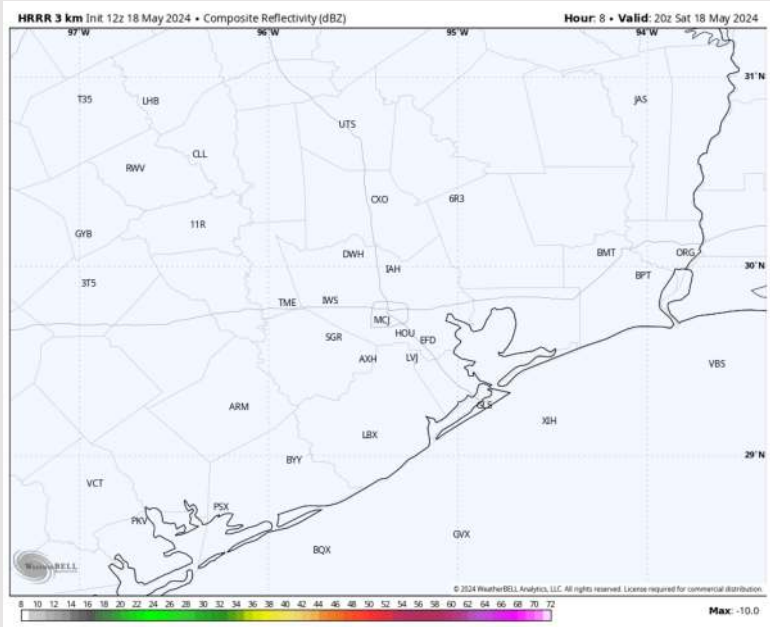 HRRR 3 km Init 12z 18 May 2024 • Composite Reflectivity (dBZ)
Hour: 8 • Valid: 20z Sat 18 May 2024
97°W 96°W 95°W 94°W
31°N
T35 LHB JAS
UTS
CLL
RWV
CXO 6R3
11R
GYB
DWH BMT ORG
IAH 30°N
BPT
3T5
TME IWS
MCJ
SGR HOU EFD
AXH LVJ VBS
ARM GLS
XIH
LBX
29°N
BYY
VCT
PSX
PKV
GVX
BQX
WEATHERBELL
© 2024 WeatherBELL Analytics, LLC. All rights reserved. License required for commercial distribution.
8 10 12 14 16 18 20 22 24 26 28 30 32 34 36 38 40 42 44 46 48 50 52 54 56 58 60 62 64 66 68 70 72
Max: -10.0